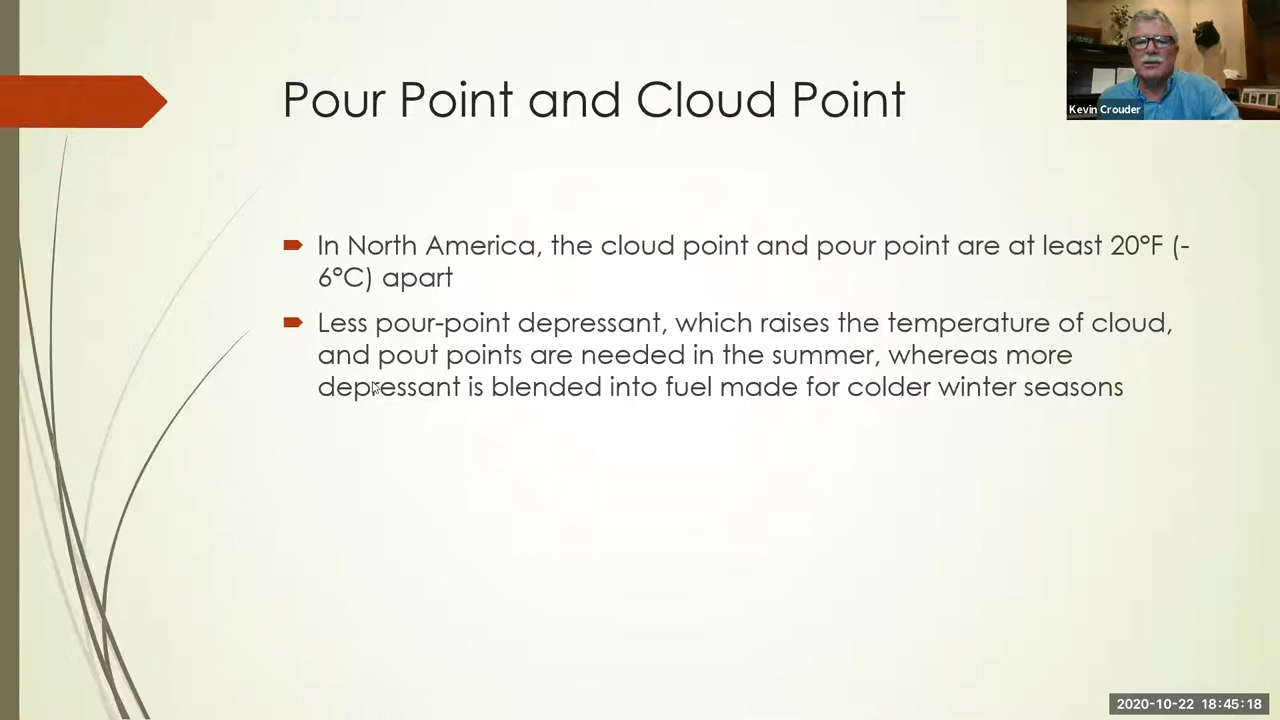 Pour Point and Cloud Point
Kevin Crouder
In North America, the cloud point and pour point are at least 20°F (-
6°C) apart
Less pour-point depressant, which raises the temperature of cloud,
and pout points are needed in the summer, whereas more
depressant is blended into fuel made for colder winter seasons
2020-10-22 18:45:18